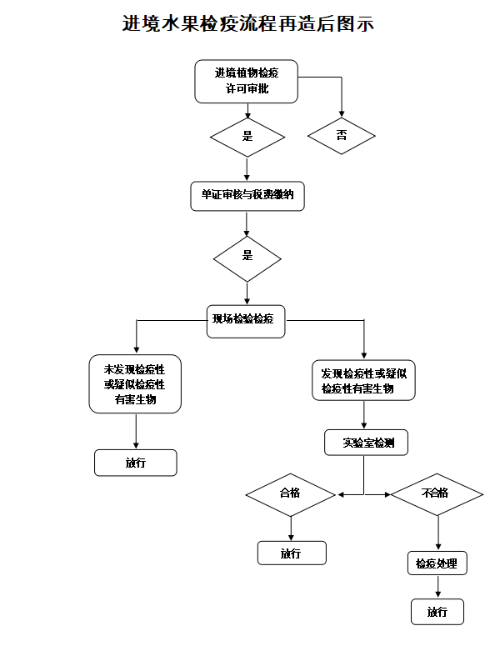 进境水果检疫流程再造后图示
进境植物检疫
许可审批
是
否
单证审核与税费缴纳
是
现场检验检疫
未发现检疫性
或疑似检疫性
有害生物
发现检疫性或疑似
检疫性有害生物
放行
实验室检测
合格
不合格
放行
检疫处理
放行